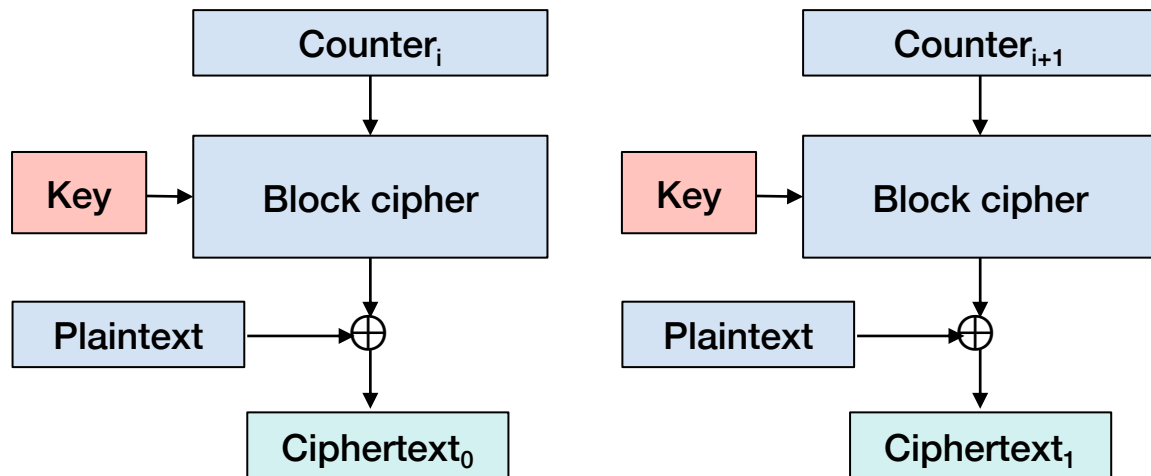 Counterᵢ
Counterᵢ₊₁
Key
Block cipher
Key
Block cipher
Plaintext
Plaintext
Ciphertext₀
Ciphertext₁